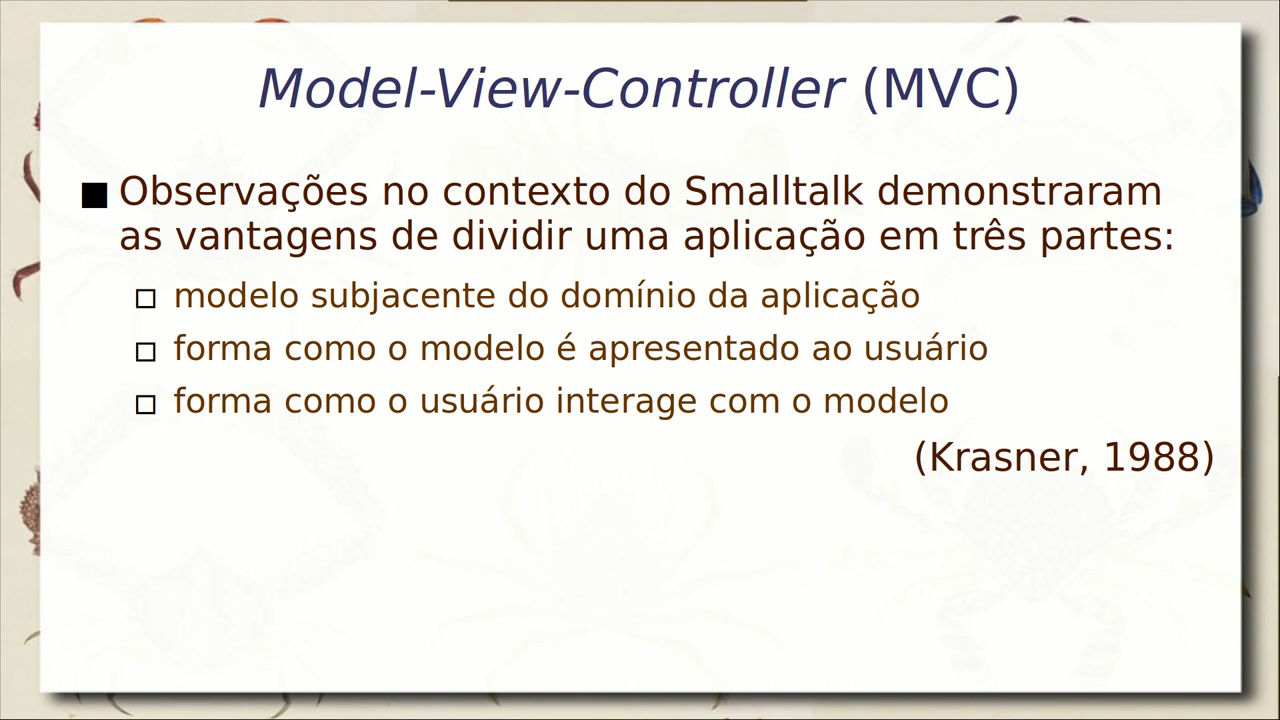 Model-View-Controller (MVC)
Observações no contexto do Smalltalk demonstraram
as vantagens de dividir uma aplicação em três partes:
modelo subjacente do domínio da aplicação
forma como o modelo é apresentado ao usuário
forma como o usuário interage com o modelo
(Krasner, 1988)